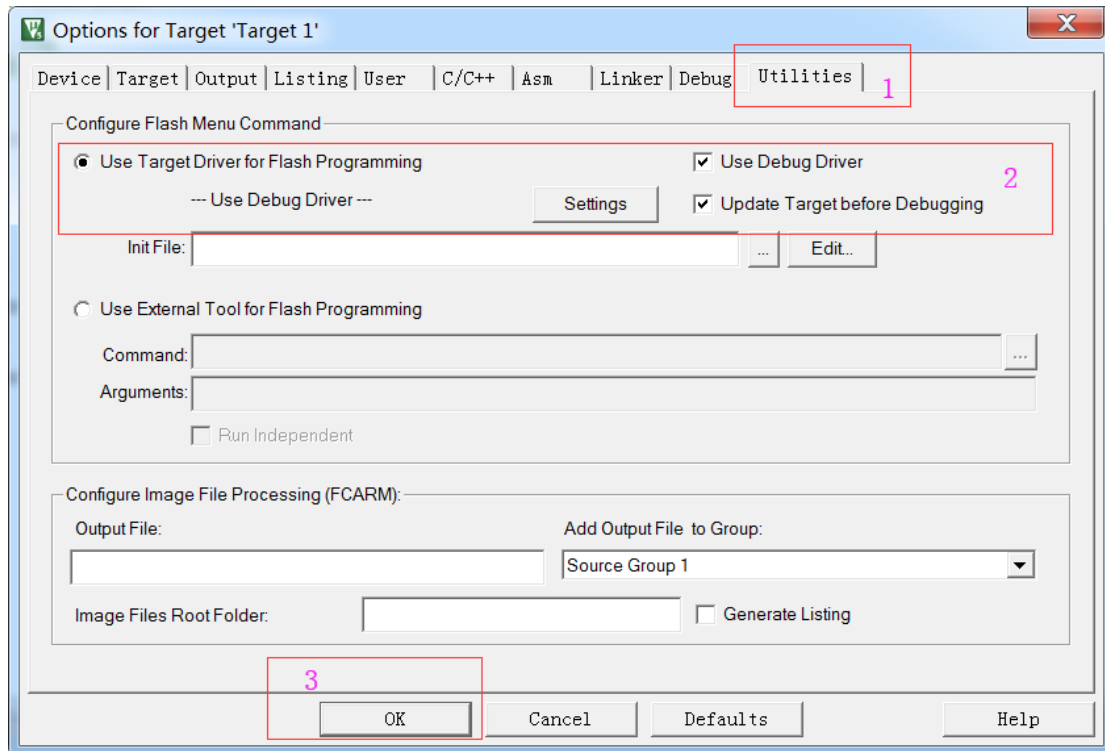 Options for Target 'Target 1'
Device Target Output Listing User C/C++ Asm Linker Debug Utilities
1
Configure Flash Menu Command
Use Target Driver for Flash Programming
Use Debug Driver
2
--- Use Debug Driver ---
Settings
Update Target before Debugging
Init File:
...
Edit...
Use External Tool for Flash Programming
Command:
...
Arguments:
Run Independent
Configure Image File Processing (FCARM):
Output File:
Add Output File to Group:
Source Group 1
Image Files Root Folder:
Generate Listing
3
OK Cancel Defaults Help